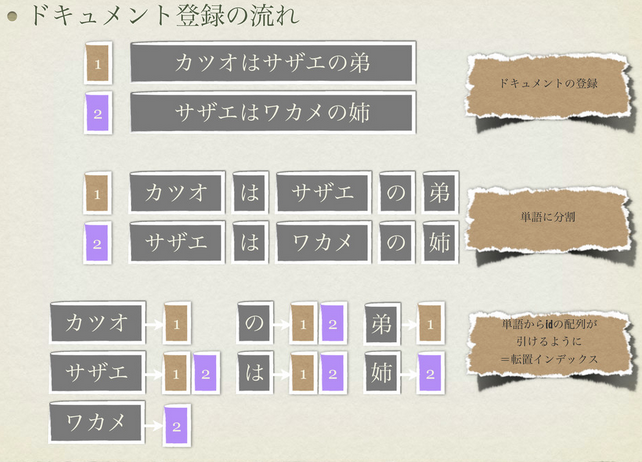 ドキュメント登録の流れ
1 カツオはサザエの弟
ドキュメントの登録
2 サザエはワカメの姉
1 カツオ は サザエ の 弟
単語に分割
2 サザエ は ワカメ の 姉
カツオ 1 の 1 2 弟 1
サザエ 1 2 は 1 2 姉 2
ワカメ 2
単語からidの配列が
引けるように
=転置インデックス